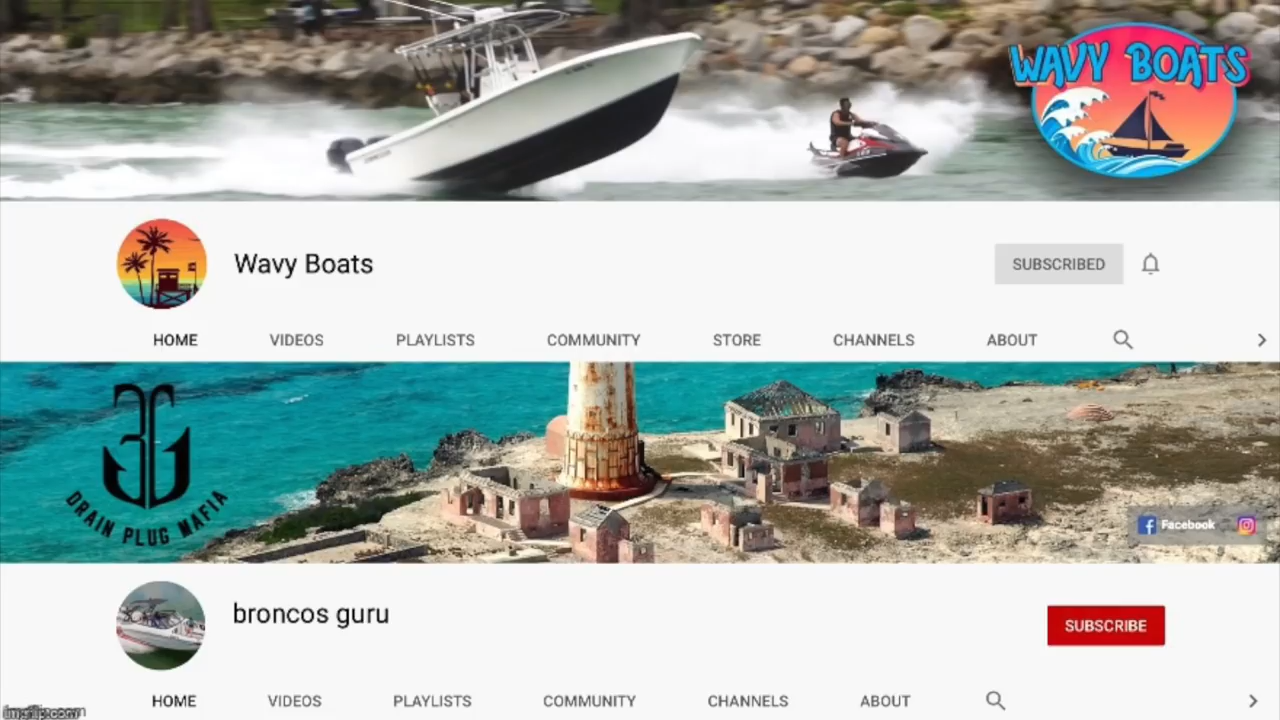 WAVY BOATS
Wavy Boats
SUBSCRIBED
HOME VIDEOS PLAYLISTS COMMUNITY STORE CHANNELS ABOUT
3G
DRAIN PLUG MAFIA
Facebook
broncos guru
SUBSCRIBE
HOME VIDEOS PLAYLISTS COMMUNITY CHANNELS ABOUT
imgflip.com